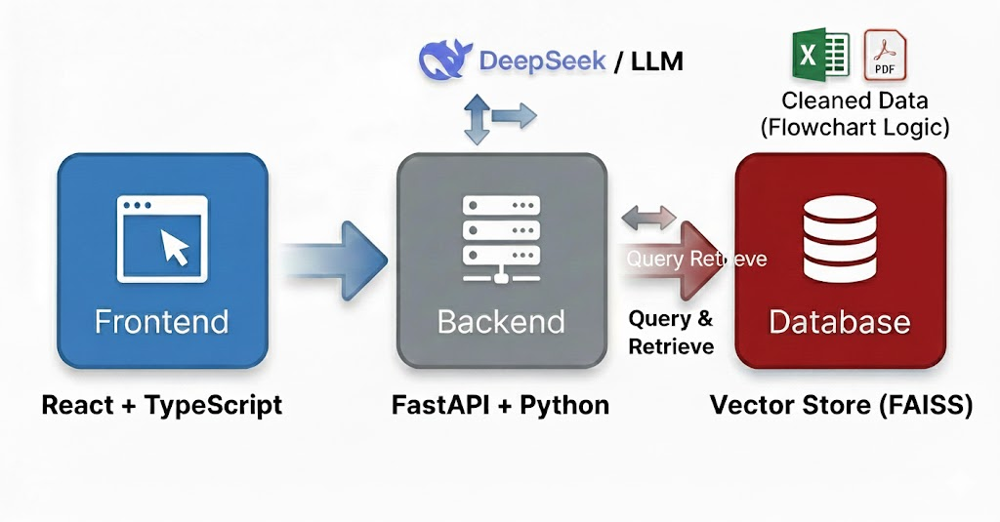 DeepSeek / LLM
X
PDF
Cleaned Data
(Flowchart Logic)
Frontend
Backend
Query Retrieve
Query &
Retrieve
Database
React + TypeScript
FastAPI + Python
Vector Store (FAISS)